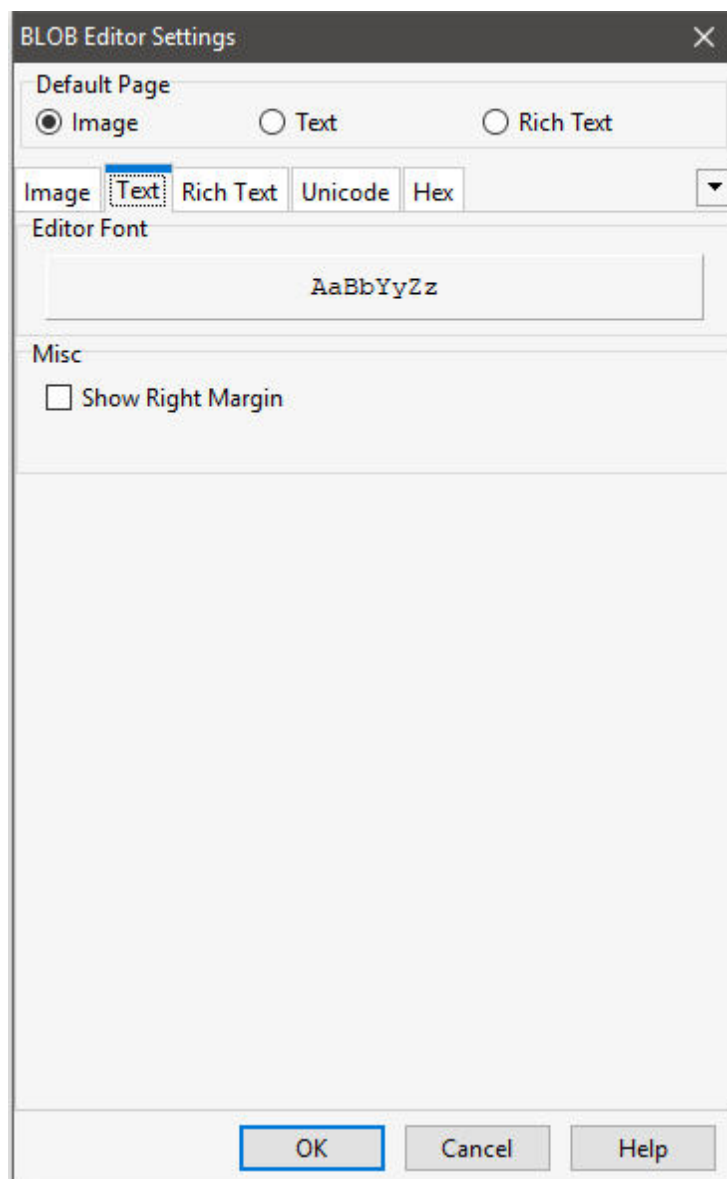 BLOB Editor Settings
Default Page
Image Text Rich Text
Image Text Rich Text Unicode Hex
Editor Font
AaBbYyZz
Misc
Show Right Margin
OK Cancel Help